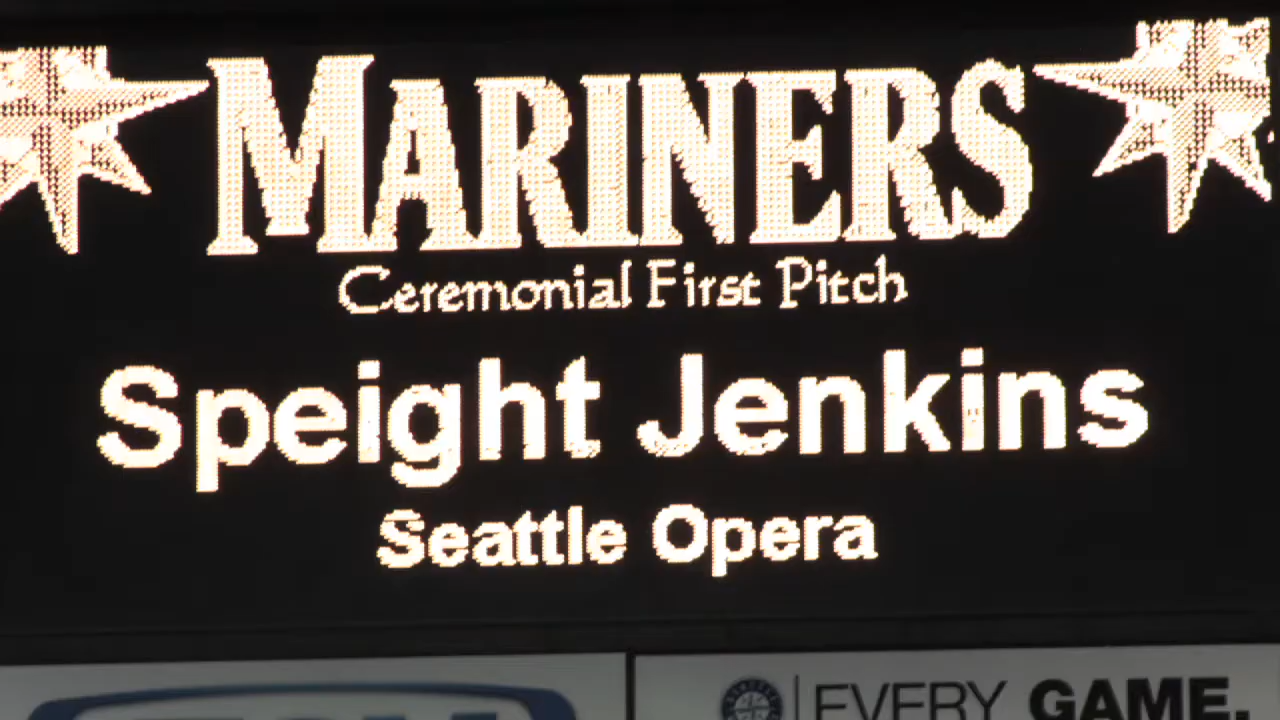 MARINERS
Ceremonial First Pitch
Speight Jenkins
Seattle Opera
EVERY GAME.